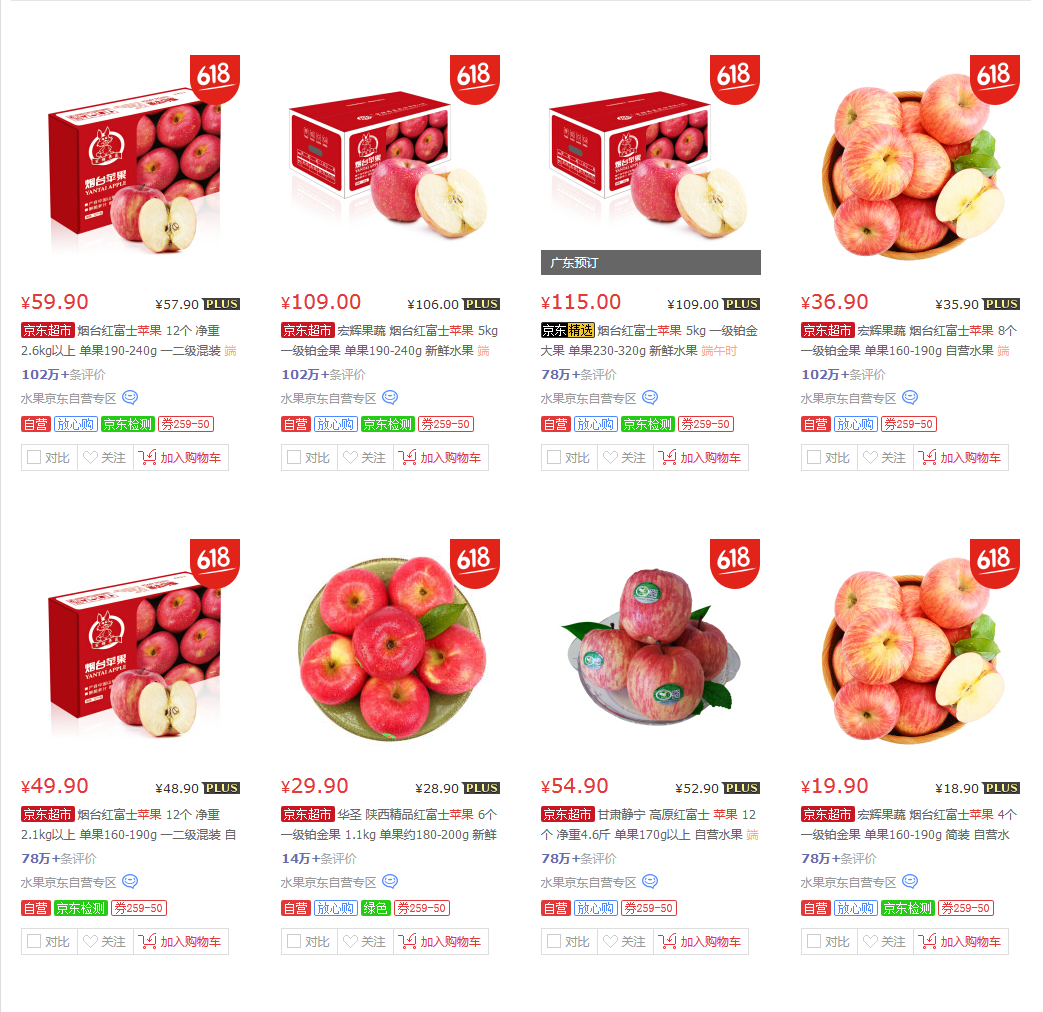 618
618
618
618
烟台苹果
YANTAI APPLE
广东预订
¥59.90 ¥57.90 PLUS
京东超市 烟台红富士苹果 12个 净重
2.6kg以上 单果190-240g 一二级混装 端
102万+条评价
水果京东自营专区
自营 放心购 京东检测 券259-50
对比 关注 加入购物车
¥109.00 ¥106.00 PLUS
京东超市 宏辉果蔬 烟台红富士苹果 5kg
一级铂金果 单果190-240g 新鲜水果 端
102万+条评价
水果京东自营专区
自营 放心购 京东检测 券259-50
对比 关注 加入购物车
¥115.00 ¥109.00 PLUS
京东精选 烟台红富士苹果 5kg 一级铂金
大果 单果230-320g 新鲜水果 端午时
78万+条评价
水果京东自营专区
自营 放心购 京东检测 券259-50
对比 关注 加入购物车
¥36.90 ¥35.90 PLUS
京东超市 宏辉果蔬 烟台红富士苹果 8个
一级铂金果 单果160-190g 自营水果 端
102万+条评价
水果京东自营专区
自营 放心购 券259-50
对比 关注 加入购物车
618
618
618
618
烟台苹果
YANTAI APPLE
¥49.90 ¥48.90 PLUS
京东超市 烟台红富士苹果 12个 净重
2.1kg以上 单果160-190g 一二级混装 自
78万+条评价
水果京东自营专区
自营 京东检测 券259-50
对比 关注 加入购物车
¥29.90 ¥28.90 PLUS
京东超市 华圣 陕西精品红富士苹果 6个
一级铂金果 1.1kg 单果约180-200g 新鲜
14万+条评价
水果京东自营专区
自营 放心购 绿色 券259-50
对比 关注 加入购物车
¥54.90 ¥52.90 PLUS
京东超市 甘肃静宁 高原红富士 苹果 12
个 净重4.6斤 单果170g以上 自营水果 端
78万+条评价
水果京东自营专区
自营 放心购 券259-50
对比 关注 加入购物车
¥19.90 ¥18.90 PLUS
京东超市 宏辉果蔬 烟台红富士苹果 4个
一级铂金果 单果160-190g 简装 自营水
78万+条评价
水果京东自营专区
自营 放心购 京东检测 券259-50
对比 关注 加入购物车